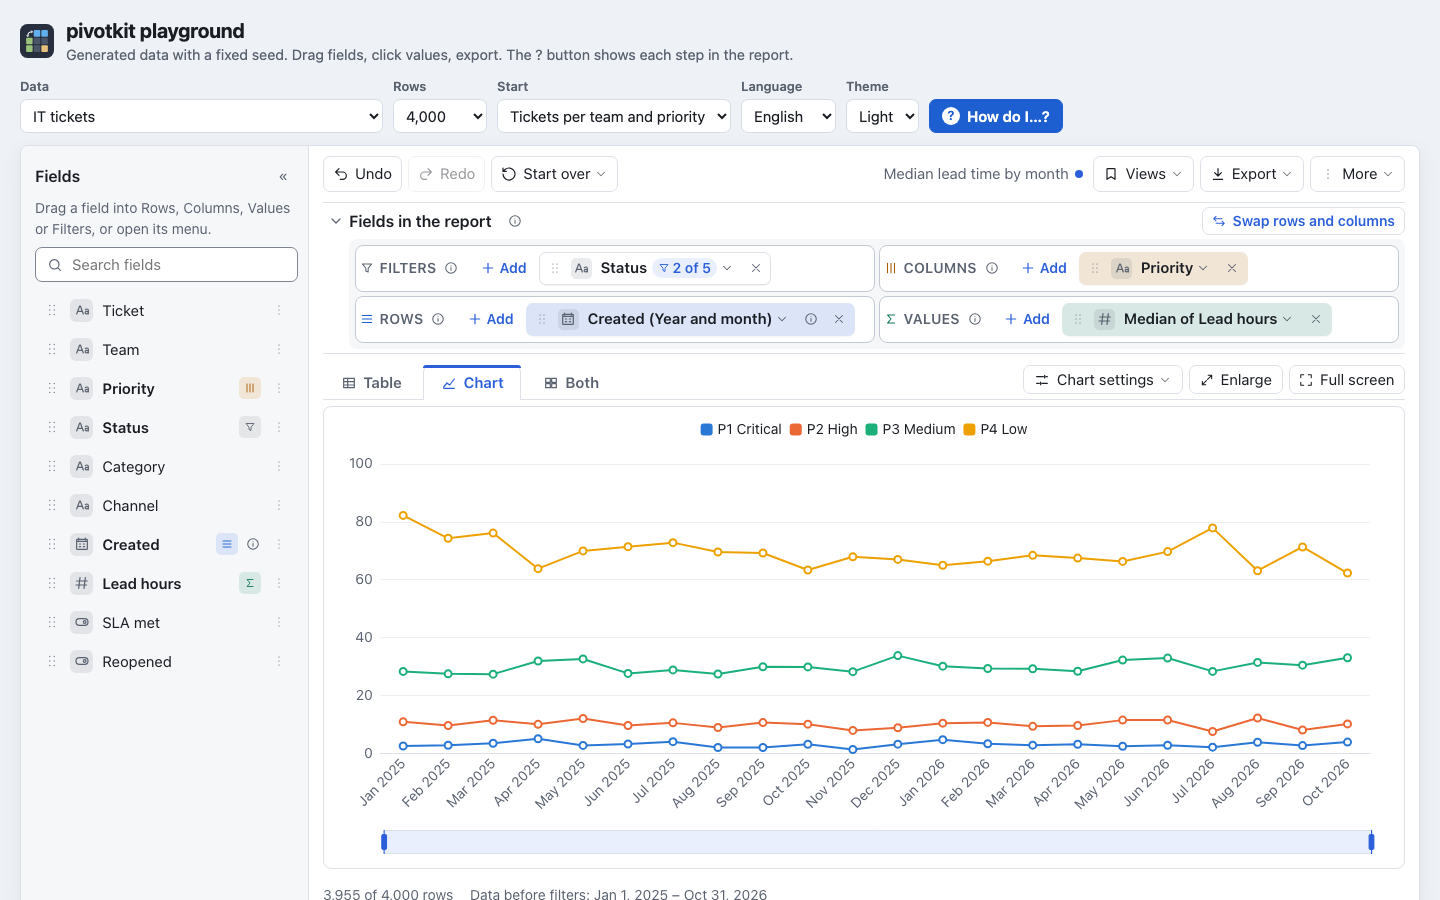 pivotkit playground
Generated data with a fixed seed. Drag fields, click values, export. The ? button shows each step in the report.
Data
Rows
Start
Language
Theme
IT tickets
4,000
Tickets per team and priority
English
Light
? How do I...?
Fields
«
Drag a field into Rows, Columns, Values
or Filters, or open its menu.
Search fields
Aa Ticket
Aa Team
Aa Priority
Aa Status
Aa Category
Aa Channel
Created
# Lead hours Σ
SLA met
Reopened
Undo
Redo
Start over
Median lead time by month
Views
Export
More
Fields in the report
Swap rows and columns
FILTERS + Add Aa Status 2 of 5 ×
COLUMNS + Add Aa Priority ×
ROWS + Add Created (Year and month) ×
Σ VALUES + Add # Median of Lead hours ×
Table
Chart
Both
Chart settings
Enlarge
Full screen
P1 Critical P2 High P3 Medium P4 Low
100
80
60
40
20
0
Jan 2025
Feb 2025
Mar 2025
Apr 2025
May 2025
Jun 2025
Jul 2025
Aug 2025
Sep 2025
Oct 2025
Nov 2025
Dec 2025
Jan 2026
Feb 2026
Mar 2026
Apr 2026
May 2026
Jun 2026
Jul 2026
Aug 2026
Sep 2026
Oct 2026
3,955 of 4,000 rows Data before filters: Jan 1, 2025 – Oct 31, 2026